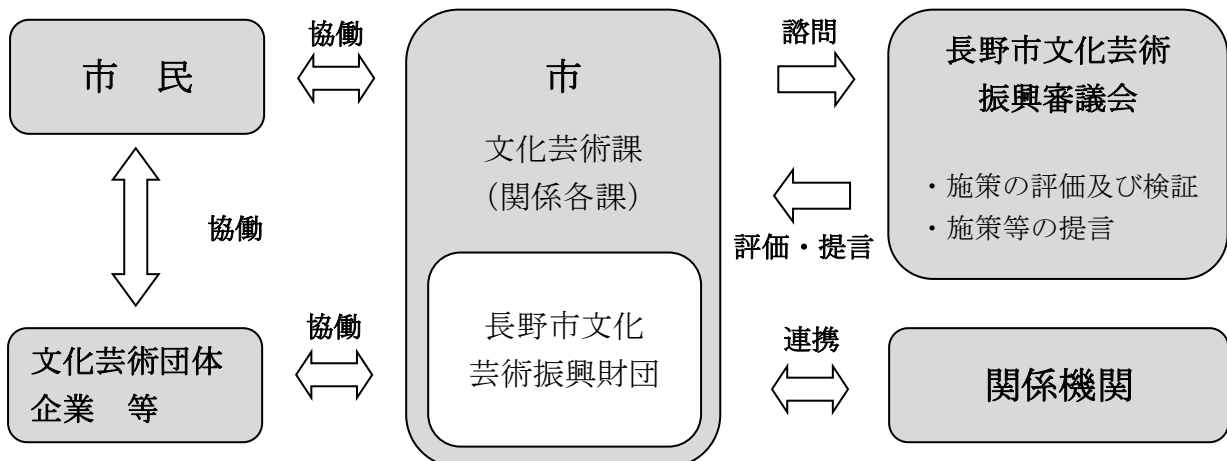 市　民
協働
市
文化芸術課
（関係各課）
長野市文化
芸術振興財団
諮問
長野市文化芸術
振興審議会
・施策の評価及び検証
・施策等の提言
評価・提言
協働
文化芸術団体
企業　等
協働
連携
関係機関